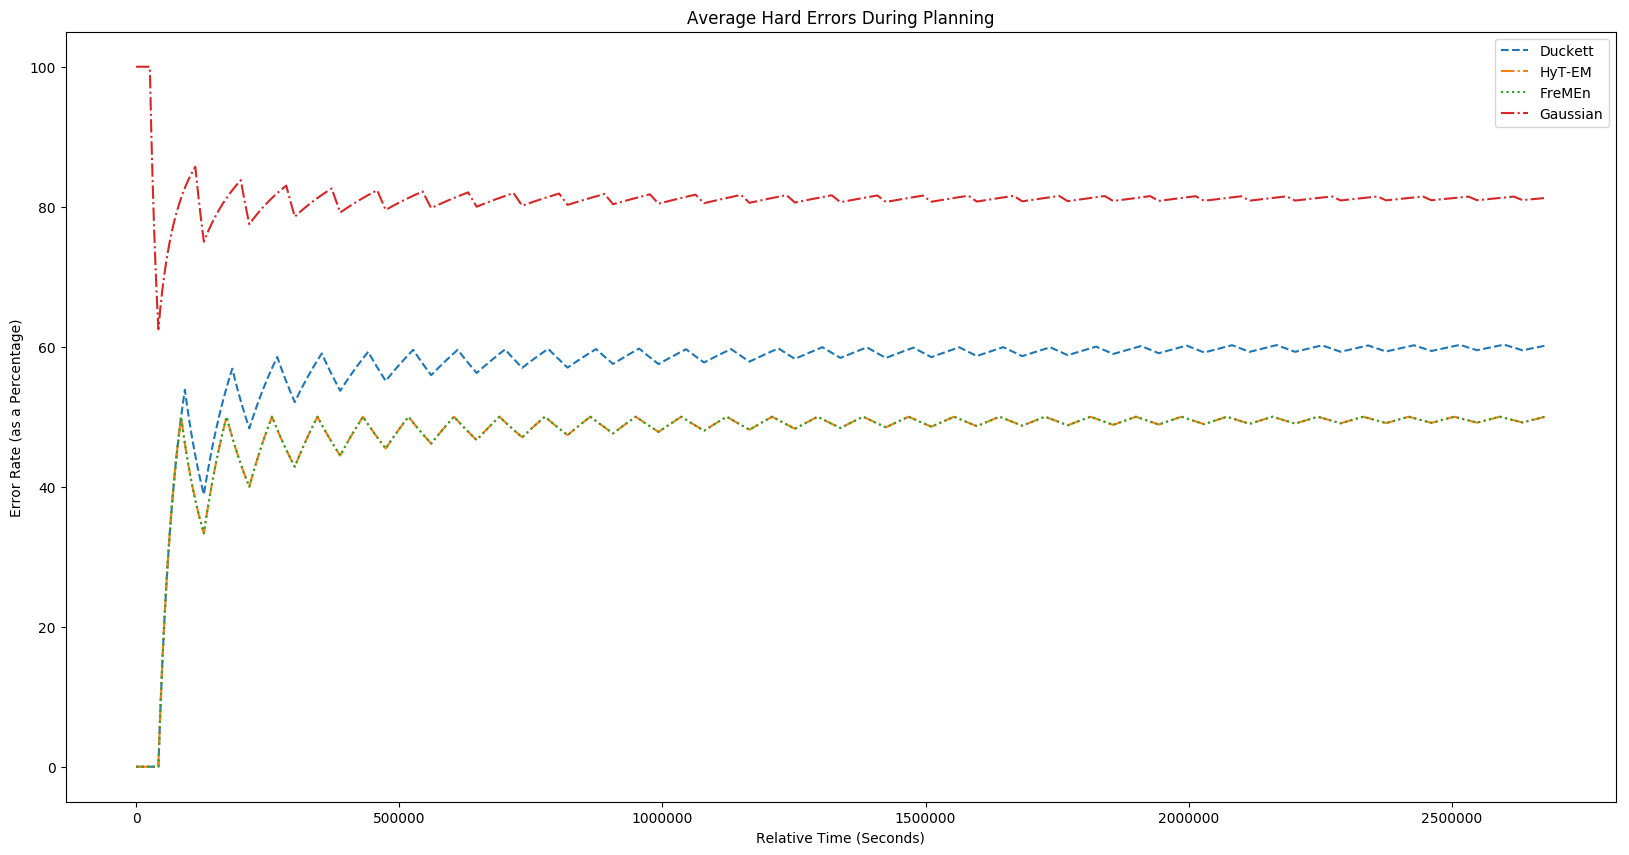 Average Hard Errors During Planning
Duckett
HyT-EM
FreMEn
Gaussian
Error Rate (as a Percentage)
100
80
60
40
20
0
0 500000 1000000 1500000 2000000 2500000
Relative Time (Seconds)